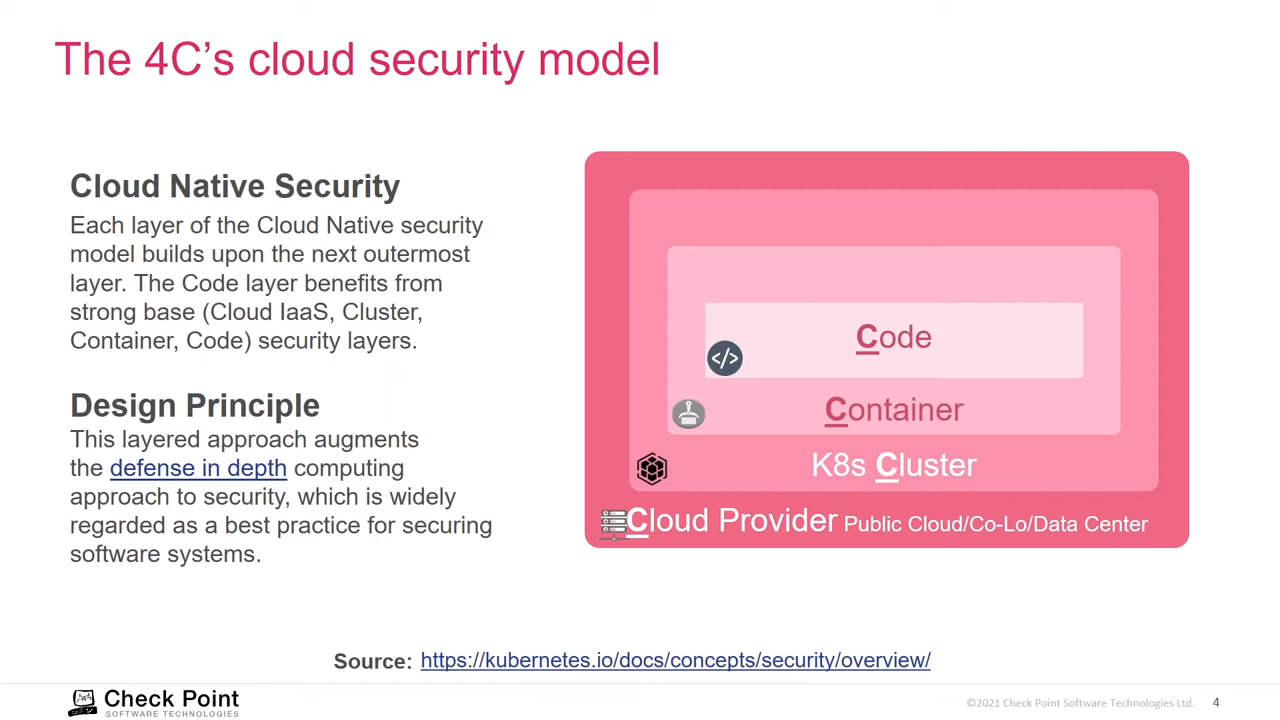 The 4C’s cloud security model
Cloud Native Security
Each layer of the Cloud Native security
model builds upon the next outermost
layer. The Code layer benefits from
strong base (Cloud IaaS, Cluster,
Container, Code) security layers.
Design Principle
This layered approach augments
the defense in depth computing
approach to security, which is widely
regarded as a best practice for securing
software systems.
</>
Code
Container
K8s Cluster
Cloud Provider Public Cloud/Co-Lo/Data Center
Source: https://kubernetes.io/docs/concepts/security/overview/
Check Point
SOFTWARE TECHNOLOGIES
©2021 Check Point Software Technologies Ltd. 4